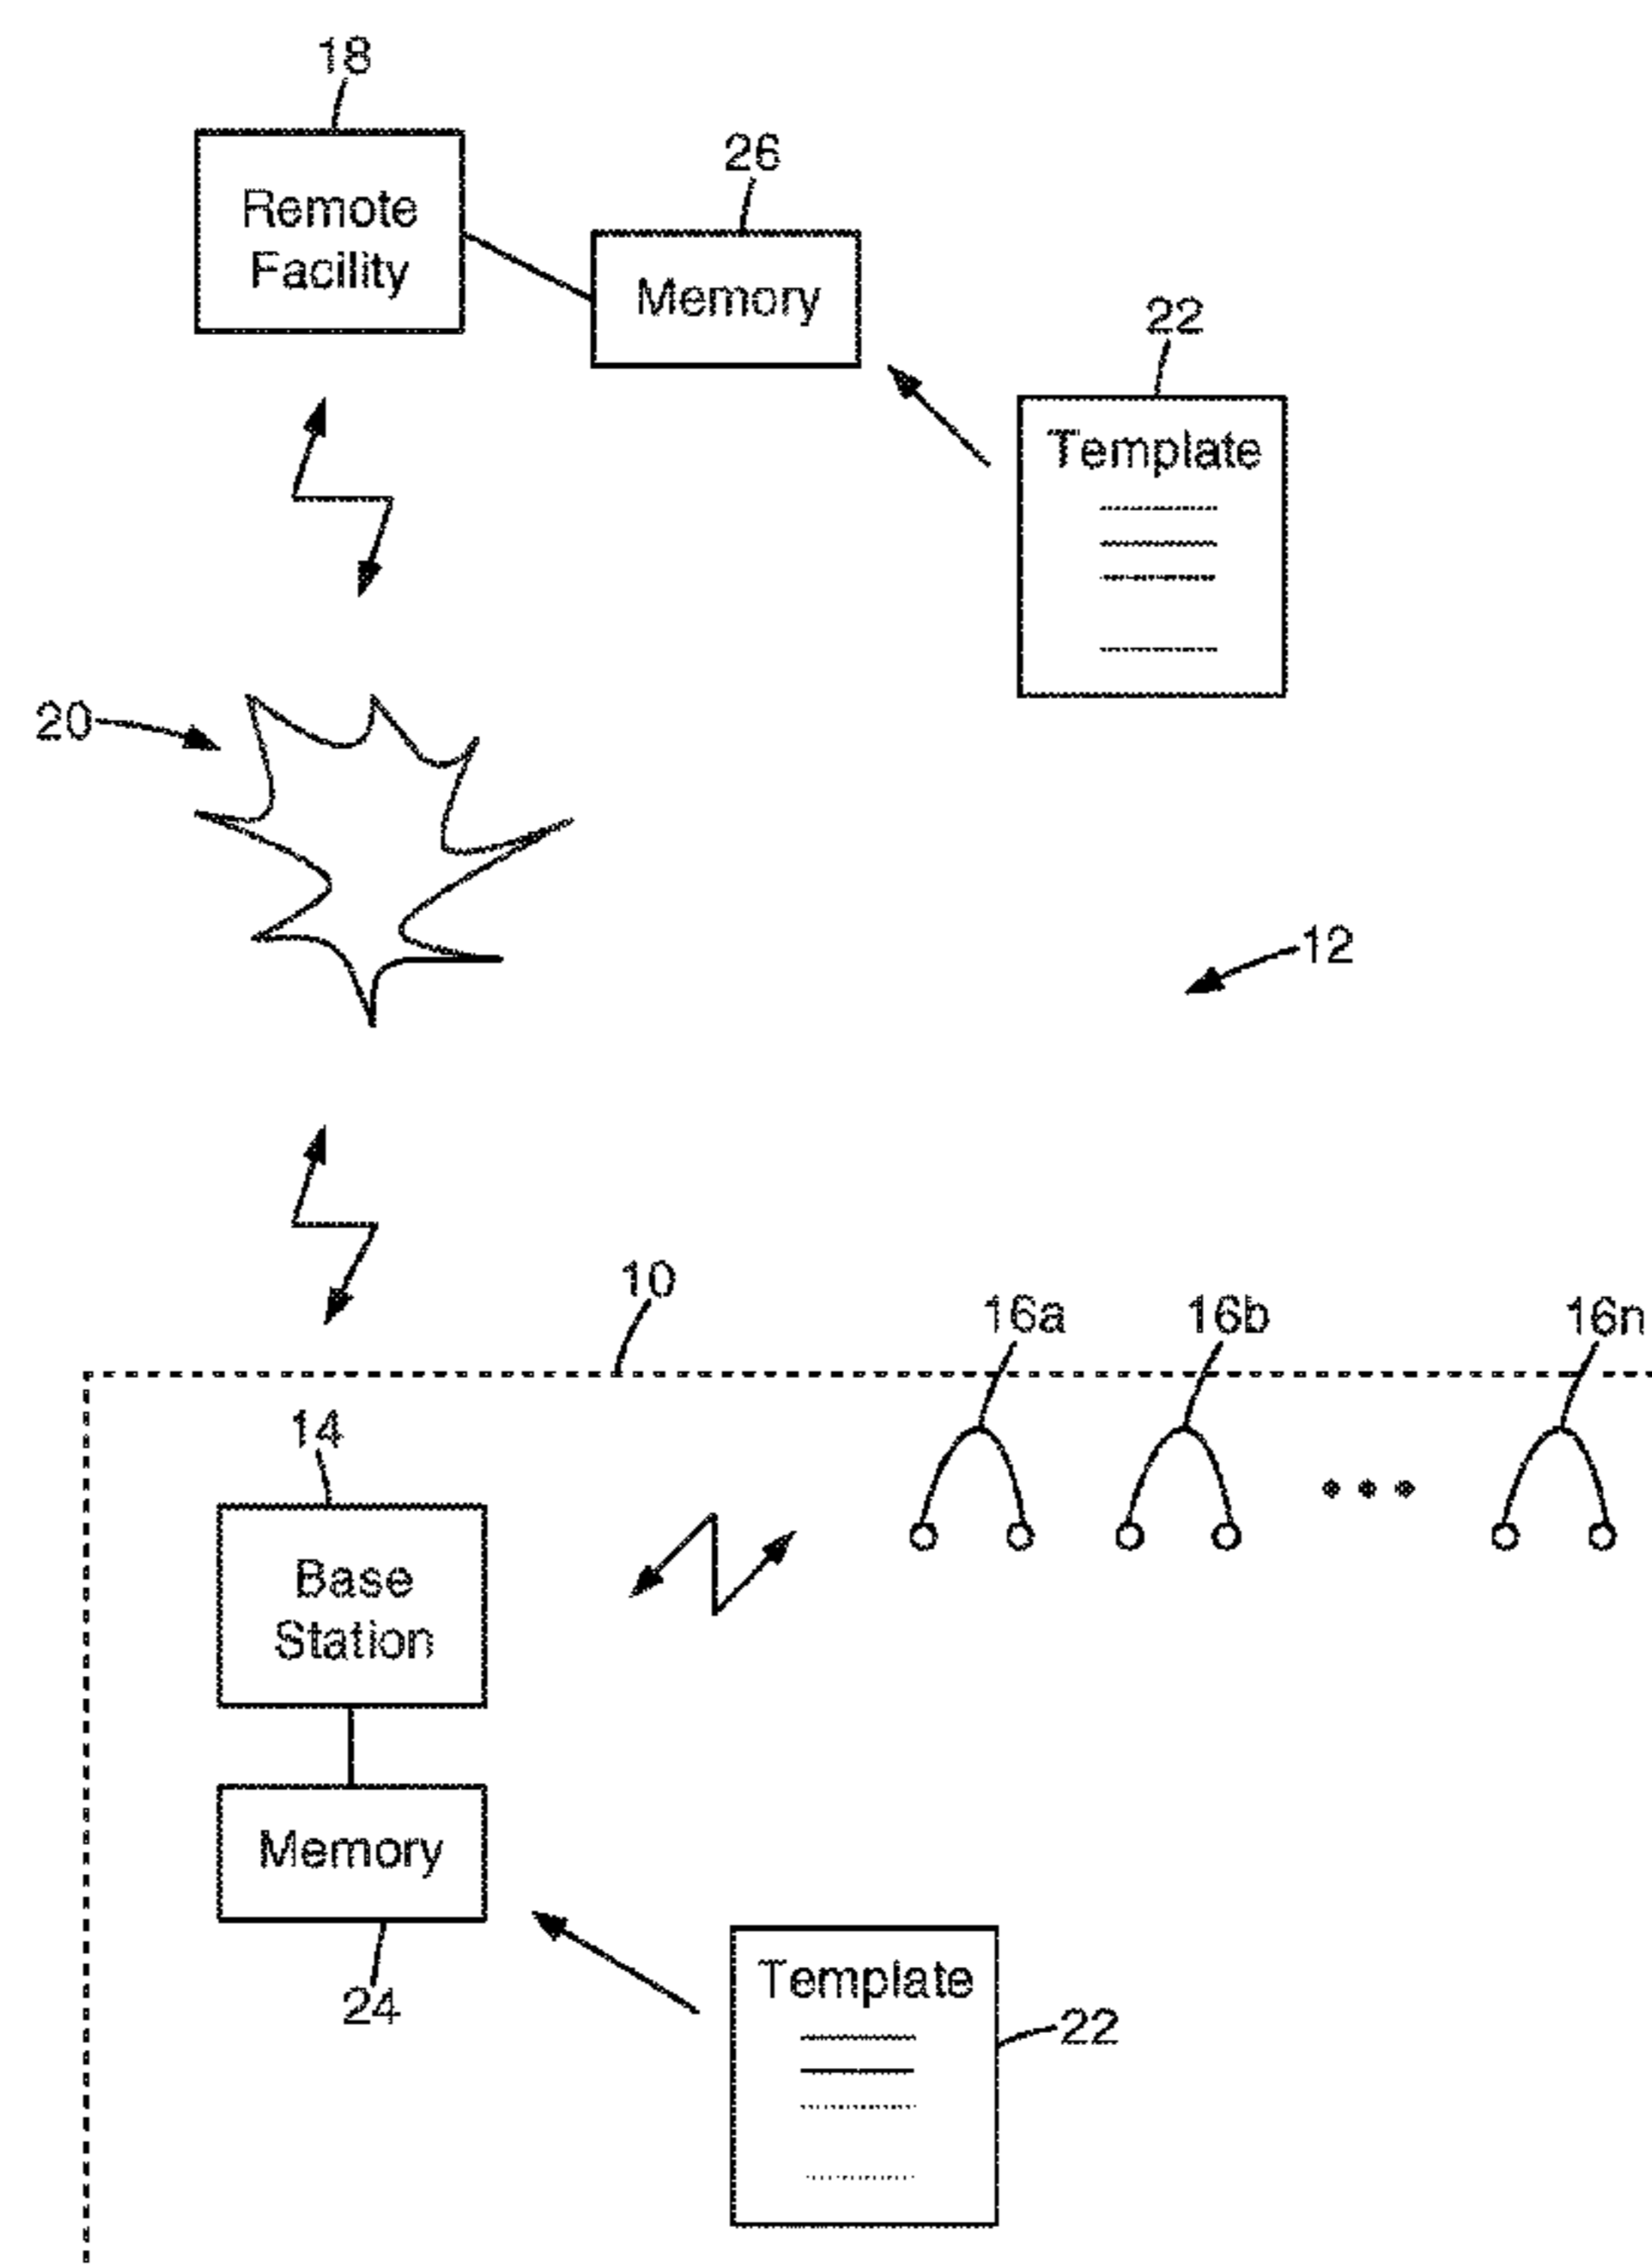 18
Remote
Facility
26
Memory
22
Template
20
12
10
16a
16b
16n
14
Base
Station
Memory
24
Template
22